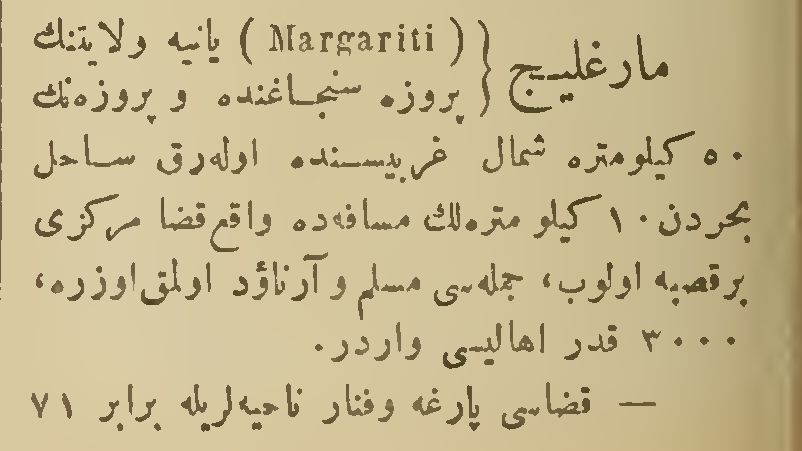 مارغليج { ( Margariti ) يانيه ولايتنك
پروزه سنجاغنده و پروزه‌نك
٥٠ كيلومتره شمال غربيسنده اوله‌رق ساحل
بحردن ١٠ كيلو متره‌لك مسافه‌ده واقع قضا مركزى
برقصبه اولوب، جمله‌سى مسلم و آرناؤد اولمق اوزره،
٣٠٠٠ قدر اهاليسى واردر.
— قضاسى پارغه وفنار ناحيه‌لريله برابر ٧١